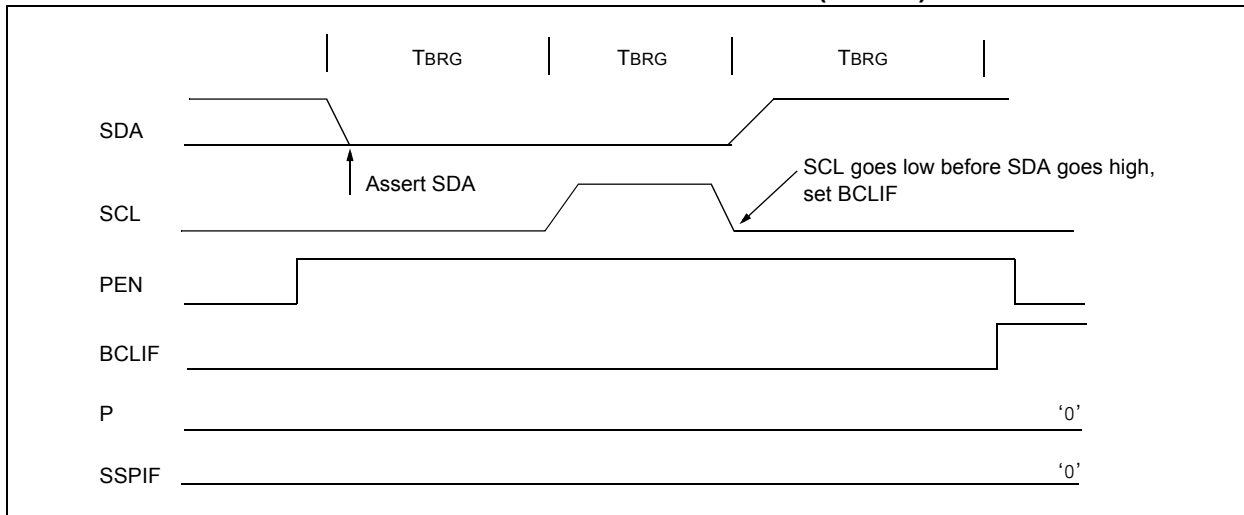 TBRG TBRG TBRG
SDA
Assert SDA
SCL goes low before SDA goes high,
set BCLIF
SCL
PEN
BCLIF
P ‘0’
SSPIF ‘0’